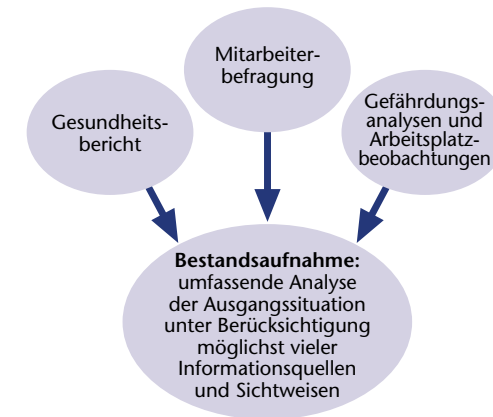 Gesundheits-
bericht
Mitarbeiter-
befragung
Gefährdungs-
analysen und
Arbeitsplatz-
beobachtungen
Bestandsaufnahme:
umfassende Analyse
der Ausgangssituation
unter Berücksichtigung
möglichst vieler
Informationsquellen
und Sichtweisen